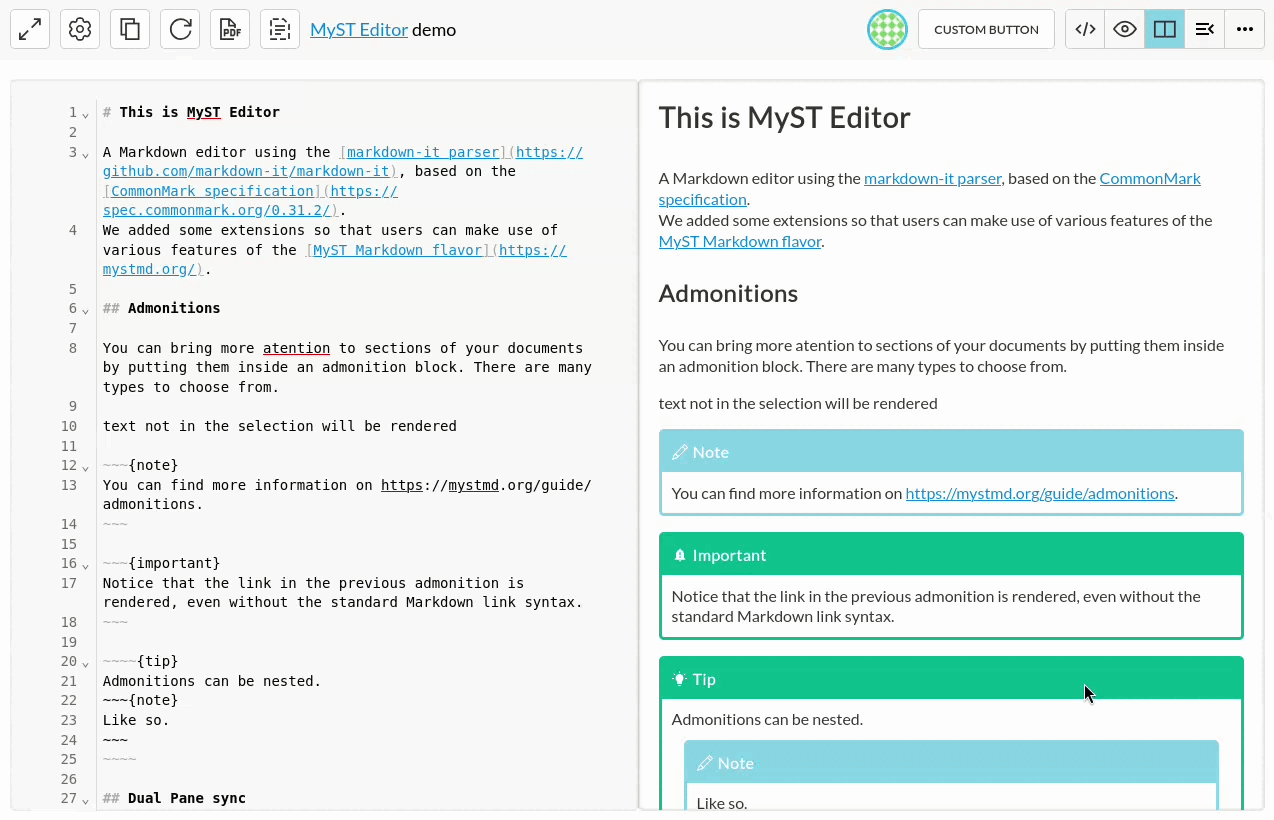 PDF
MyST Editor demo
CUSTOM BUTTON
1 # This is MyST Editor
2
3 A Markdown editor using the [markdown-it parser](https://
github.com/markdown-it/markdown-it), based on the
[CommonMark specification](https://
spec.commonmark.org/0.31.2/).
4 We added some extensions so that users can make use of
various features of the [MyST Markdown flavor](https://
mystmd.org/).
5
6 ## Admonitions
7
8 You can bring more atention to sections of your documents
by putting them inside an admonition block. There are many
types to choose from.
9
10 text not in the selection will be rendered
11
12 ~~~{note}
13 You can find more information on https://mystmd.org/guide/
admonitions.
14 ~~~
15
16 ~~~{important}
17 Notice that the link in the previous admonition is
rendered, even without the standard Markdown link syntax.
18 ~~~
19
20 ~~~~{tip}
21 Admonitions can be nested.
22 ~~~{note}
23 Like so.
24 ~~~
25 ~~~~
26
27 ## Dual Pane sync
This is MyST Editor
A Markdown editor using the markdown-it parser, based on the CommonMark
specification.
We added some extensions so that users can make use of various features of the
MyST Markdown flavor.
Admonitions
You can bring more atention to sections of your documents by putting them inside
an admonition block. There are many types to choose from.
text not in the selection will be rendered
Note
You can find more information on https://mystmd.org/guide/admonitions.
Important
Notice that the link in the previous admonition is rendered, even without the
standard Markdown link syntax.
Tip
Admonitions can be nested.
Note
Like so.